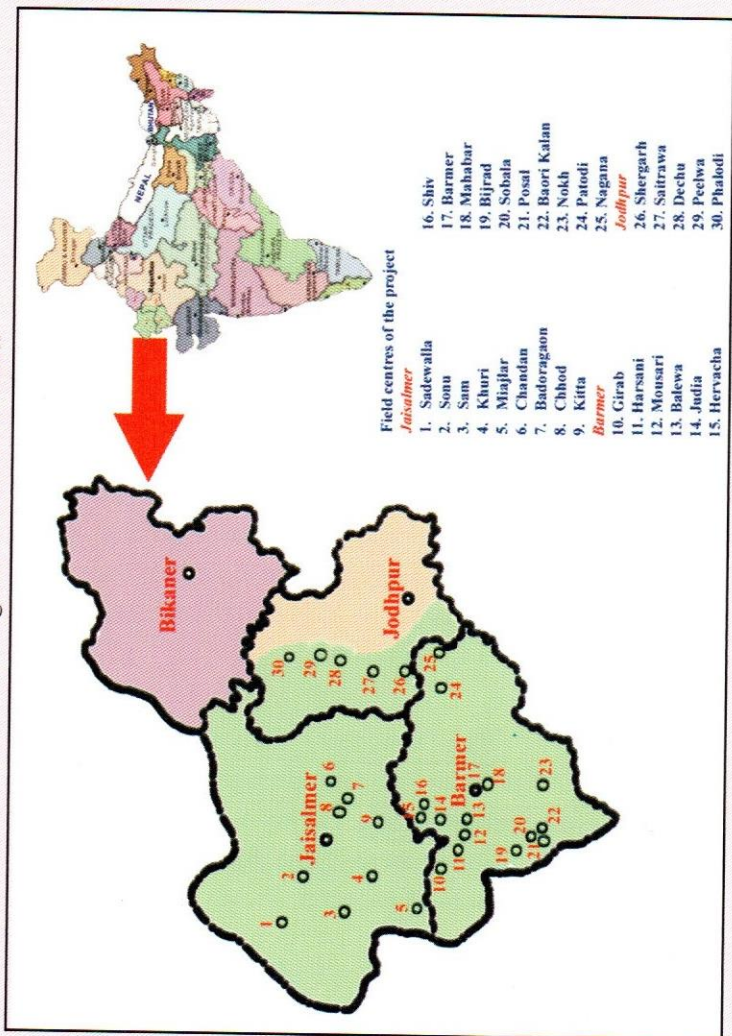 Bikaner
Jodhpur
Jaisalmer
Barmer
1
2
3
4
5
6
7
8
9
10
11
12
13
14
15
16
17
18
19
20
21
22
23
24
25
26
27
28
29
30
NEPAL
BHUTAN
Rajasthan
Field centres of the project
Jaisalmer
1. Sadewalla
2. Sonu
3. Sam
4. Khuri
5. Miajlar
6. Chandan
7. Badoragaon
8. Chhod
9. Kitta
Barmer
10. Girab
11. Harsani
12. Mousari
13. Balewa
14. Judia
15. Hervacha
16. Shiv
17. Barmer
18. Mahabar
19. Bijrad
20. Sobala
21. Posal
22. Baori Kalan
23. Nokh
24. Patodi
25. Nagana
Jodhpur
26. Shergarh
27. Saitrawa
28. Dechu
29. Peelwa
30. Phalodi